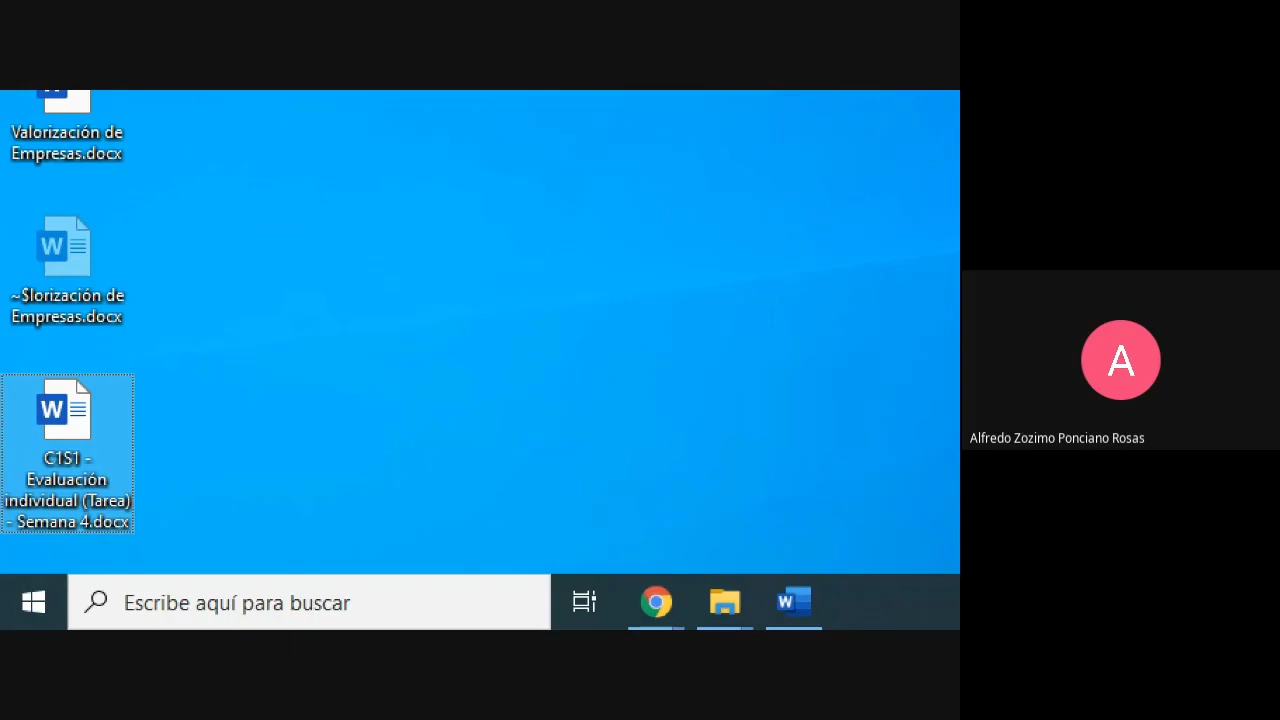 Valorización de
Empresas.docx
W
~$lorización de
Empresas.docx
W
C1S1 -
Evaluación
individual (Tarea)
- Semana 4.docx
Escribe aquí para buscar
W
A
Alfredo Zozimo Ponciano Rosas